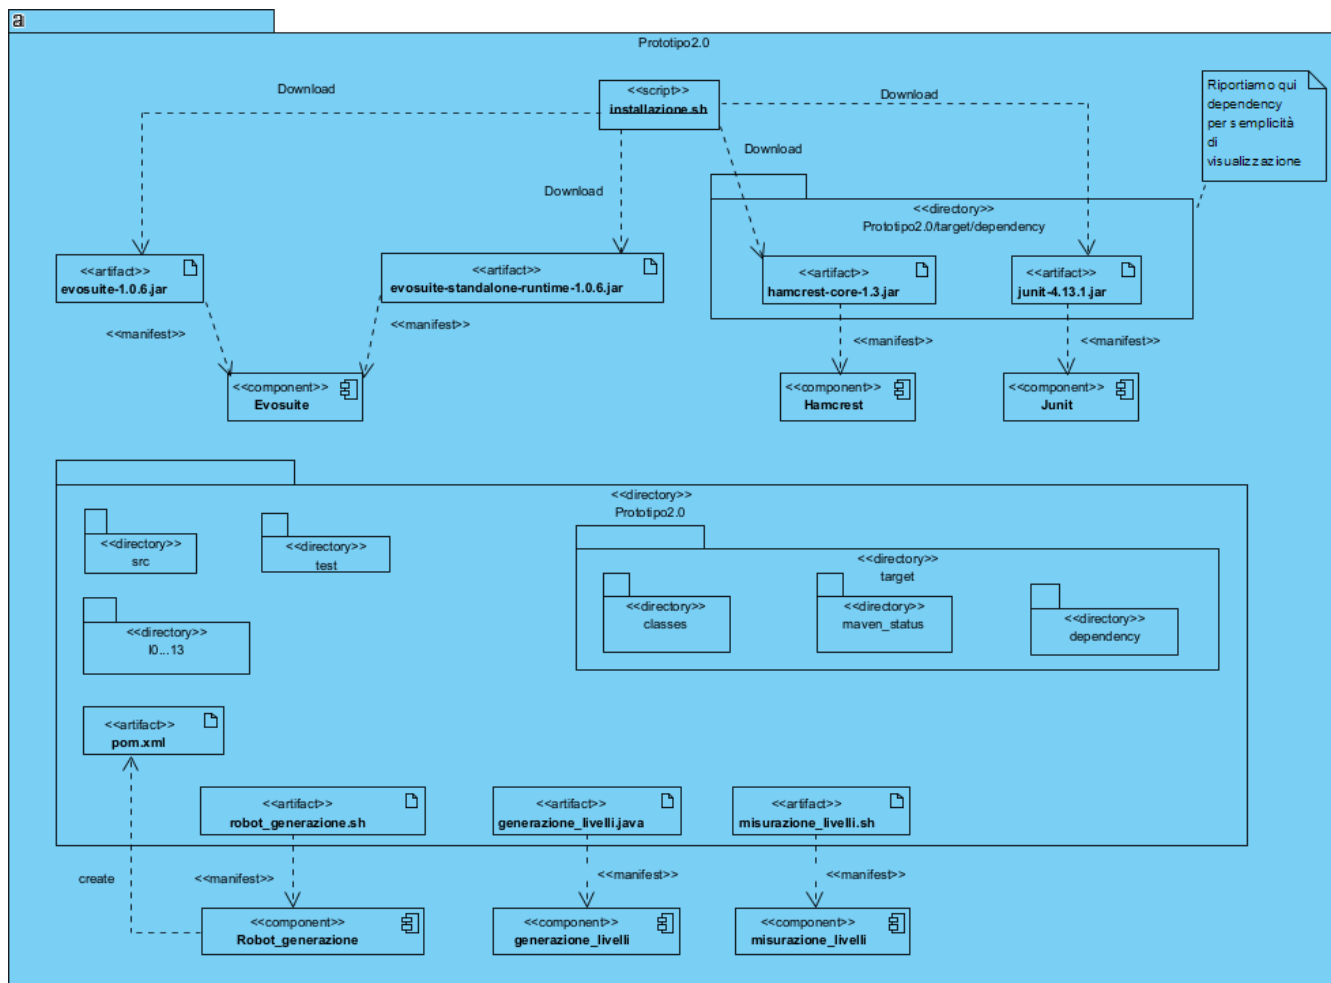 a
Prototipo2.0
Download
<<script>>
installazione.sh
Download
Download
Download
Riportiamo qui
dependency
per semplicità
di
visualizzazione
<<directory>>
Prototipo2.0/target/dependency
<<artifact>>
evosuite-1.0.6.jar
<<artifact>>
evosuite-standalone-runtime-1.0.6.jar
<<artifact>>
hamcrest-core-1.3.jar
<<artifact>>
junit-4.13.1.jar
<<manifest>>
<<manifest>>
<<manifest>>
<<manifest>>
<<component>>
Evosuite
<<component>>
Hamcrest
<<component>>
Junit
<<directory>>
Prototipo2.0
<<directory>>
src
<<directory>>
test
<<directory>>
target
<<directory>>
classes
<<directory>>
maven_status
<<directory>>
dependency
<<directory>>
l0...13
<<artifact>>
pom.xml
<<artifact>>
robot_generazione.sh
<<artifact>>
generazione_livelli.java
<<artifact>>
misurazione_livelli.sh
create
<<manifest>>
<<manifest>>
<<manifest>>
<<component>>
Robot_generazione
<<component>>
generazione_livelli
<<component>>
misurazione_livelli